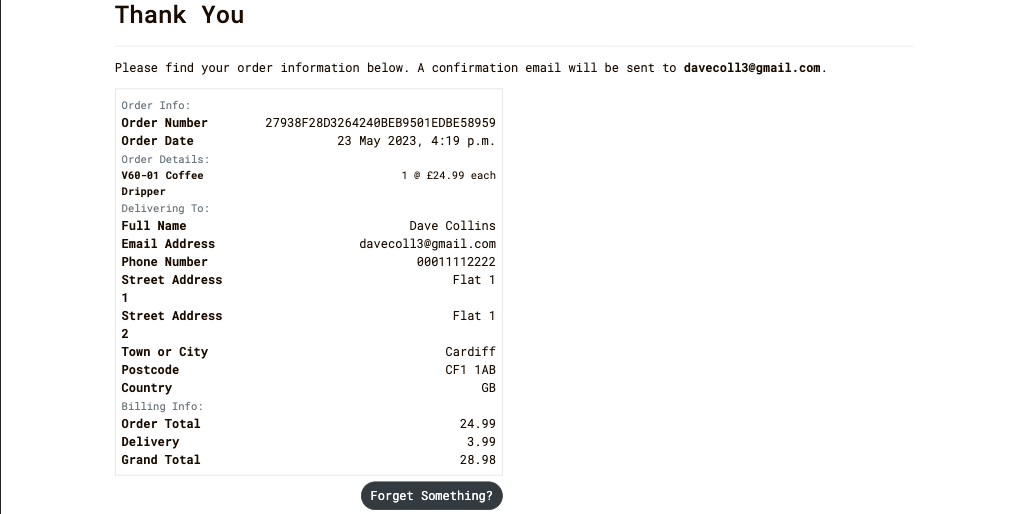 Thank You
Please find your order information below. A confirmation email will be sent to davecoll3@gmail.com.
Order Info:
Order Number 27938F28D3264240BEB9501EDBE58959
Order Date 23 May 2023, 4:19 p.m.
Order Details:
V60-01 Coffee 1 @ £24.99 each
Dripper
Delivering To:
Full Name Dave Collins
Email Address davecoll3@gmail.com
Phone Number 00011112222
Street Address Flat 1
1
Street Address Flat 1
2
Town or City Cardiff
Postcode CF1 1AB
Country GB
Billing Info:
Order Total 24.99
Delivery 3.99
Grand Total 28.98
Forget Something?